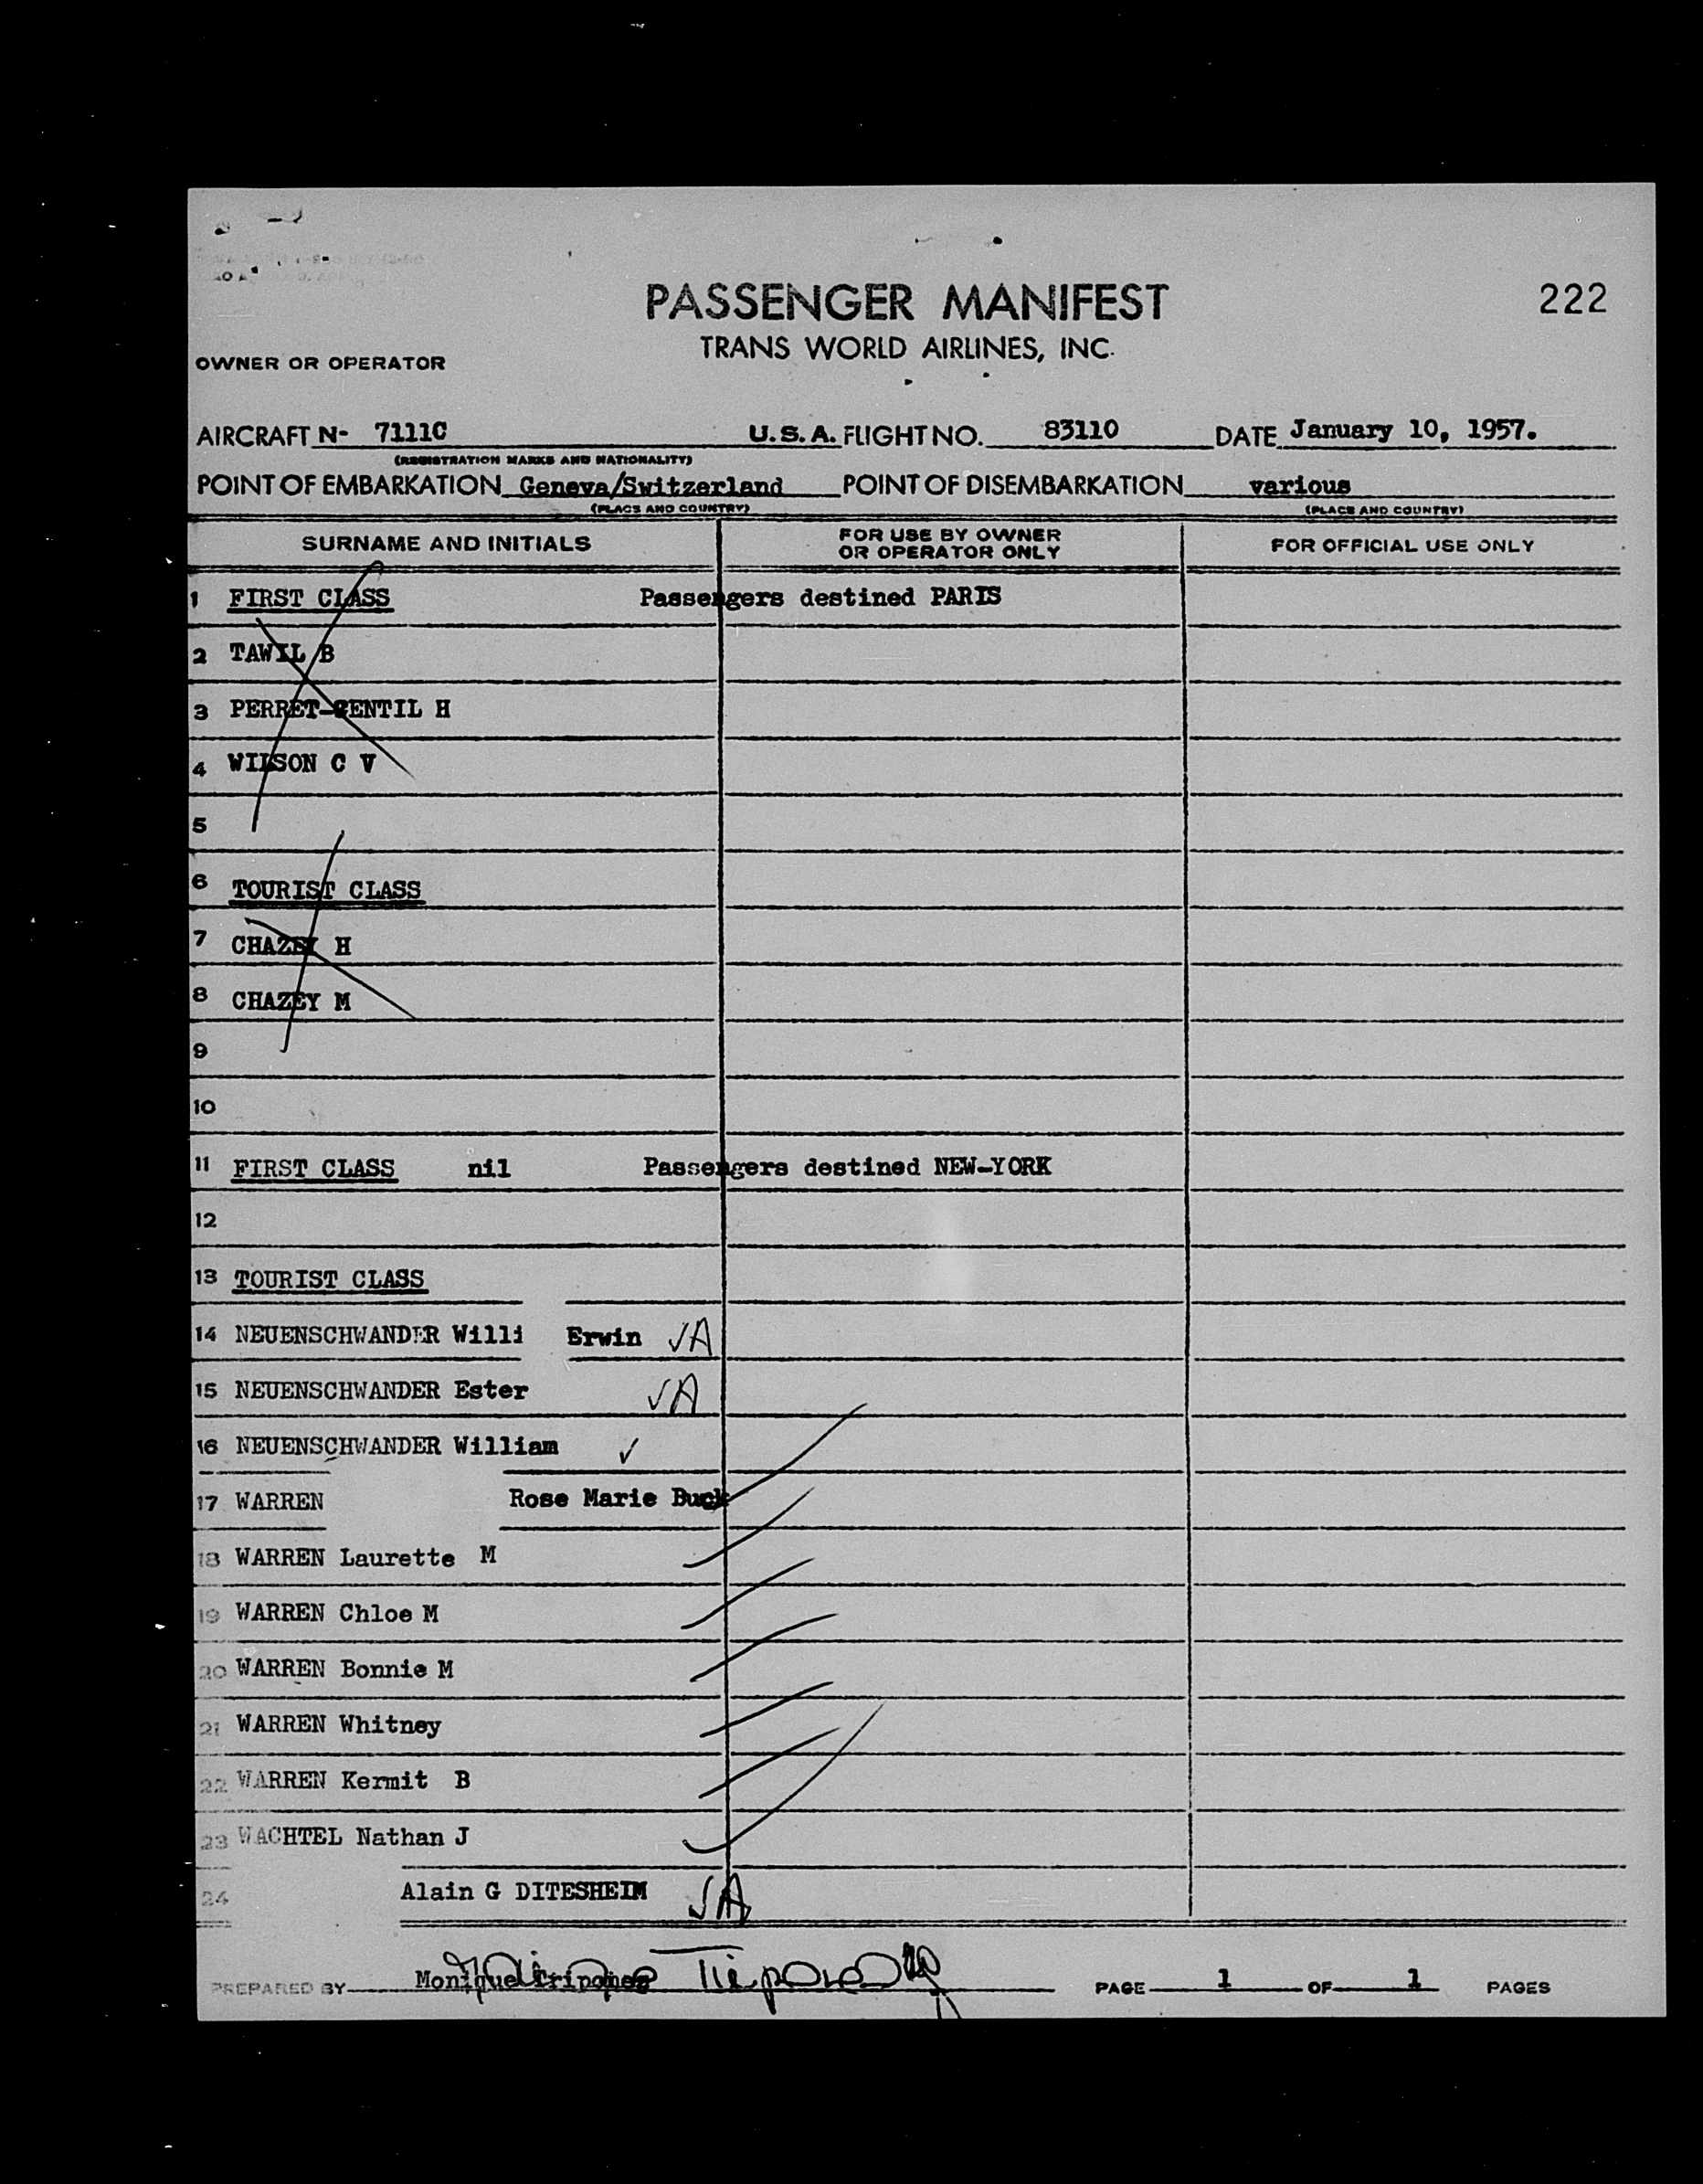 PASSENGER MANIFEST
222
TRANS WORLD AIRLINES, INC.
OWNER OR OPERATOR
AIRCRAFT N- 7111C U.S.A. FLIGHT NO. 83110 DATE January 10, 1957.
(REGISTRATION MARKS AND NATIONALITY)
POINT OF EMBARKATION Geneva/Switzerland POINT OF DISEMBARKATION various
(PLACE AND COUNTRY) (PLACE AND COUNTRY)
SURNAME AND INITIALS FOR USE BY OWNER OR OPERATOR ONLY FOR OFFICIAL USE ONLY
1 FIRST CLASS Passengers destined PARIS
2 TAWIL B
3 PERRET-GENTIL H
4 WILSON C V
5
6 TOURIST CLASS
7 CHAZEY H
8 CHAZEY M
9
10
11 FIRST CLASS nil Passengers destined NEW-YORK
12
13 TOURIST CLASS
14 NEUENSCHWANDER Willi Erwin √A
15 NEUENSCHWANDER Ester √A
16 NEUENSCHWANDER William ✓
17 WARREN Rose Marie Buck
18 WARREN Laurette M
19 WARREN Chloe M
20 WARREN Bonnie M
21 WARREN Whitney
22 WARREN Kermit B
23 WACHTEL Nathan J
24 Alain G DITESHEIM √A
PREPARED BY Monique PAGE 1 OF 1 PAGES